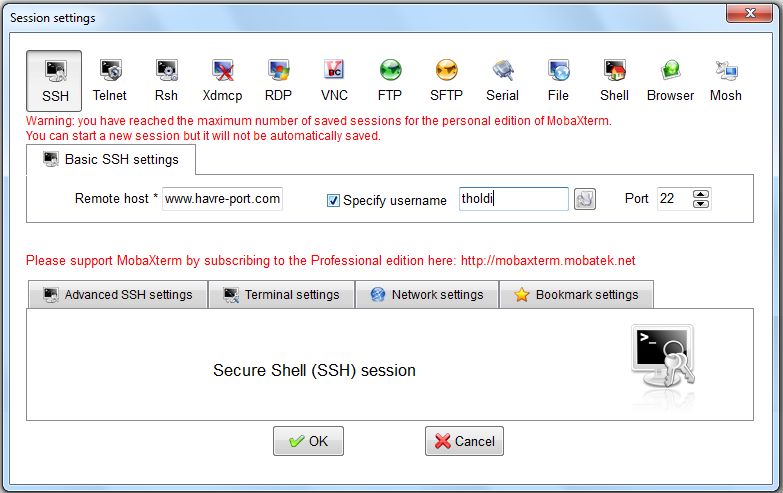 Session settings
SSH Telnet Rsh Xdmcp RDP VNC FTP SFTP Serial File Shell Browser Mosh
Warning: you have reached the maximum number of saved sessions for the personal edition of MobaXterm.
You can start a new session but it will not be automatically saved.
Basic SSH settings
Remote host * www.havre-port.com Specify username tholdi Port 22
Please support MobaXterm by subscribing to the Professional edition here: http://mobaxterm.mobatek.net
Advanced SSH settings Terminal settings Network settings Bookmark settings
Secure Shell (SSH) session
OK Cancel